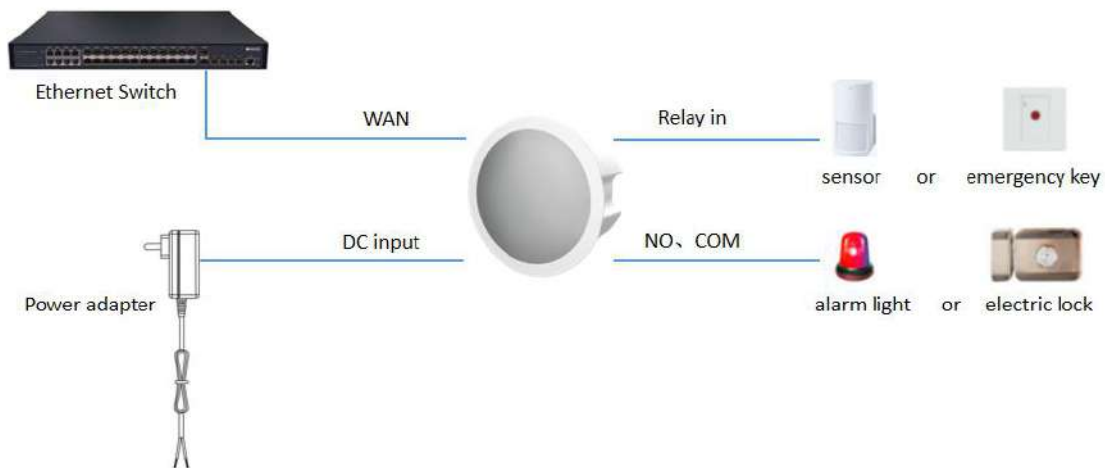 Ethernet Switch
WAN
Relay in
sensor or emergency key
DC input
NO、COM
Power adapter
alarm light or electric lock